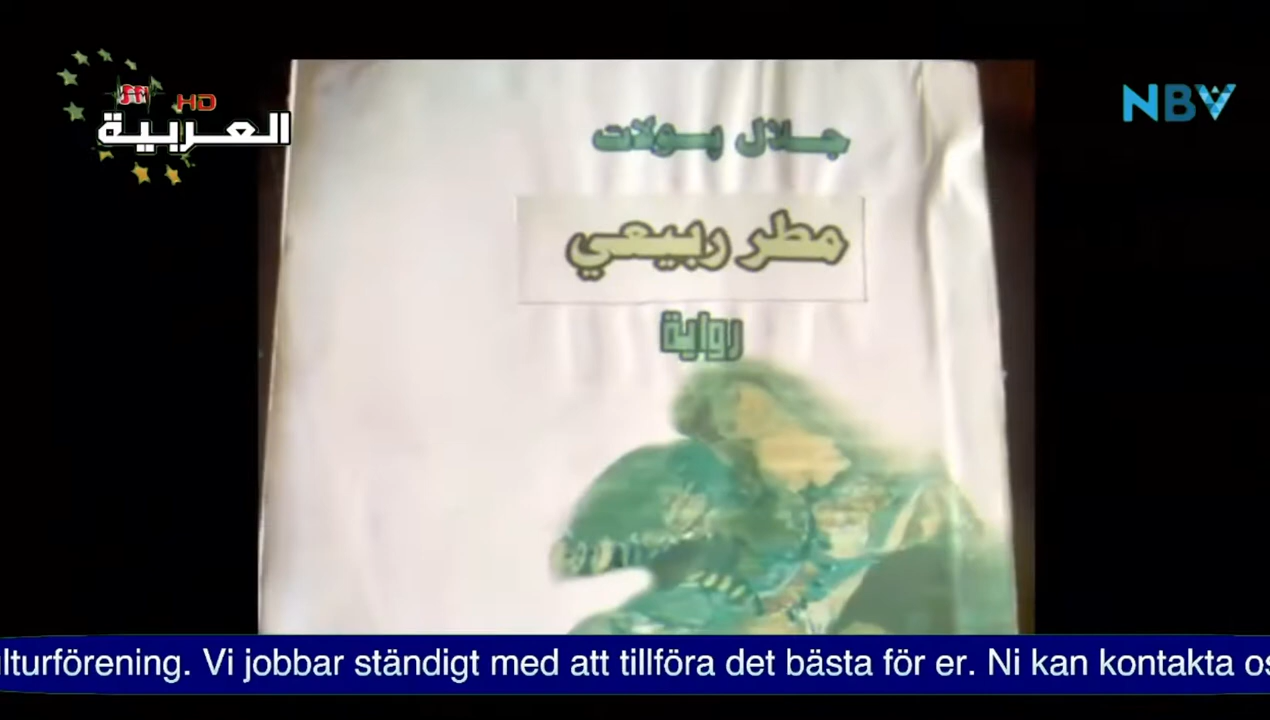 HD
العربية
NBV
جلال بولات
مطر ربيعي
رواية
lturförening. Vi jobbar ständigt med att tillföra det bästa för er. Ni kan kontakta os